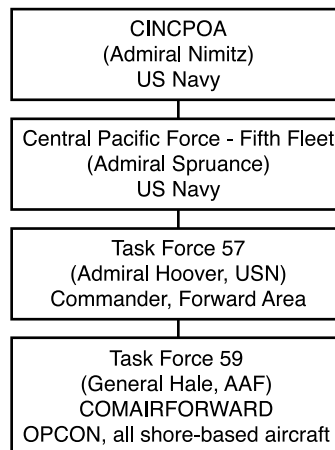 CINCPOA
(Admiral Nimitz)
US Navy
Central Pacific Force - Fifth Fleet
(Admiral Spruance)
US Navy
Task Force 57
(Admiral Hoover, USN)
Commander, Forward Area
Task Force 59
(General Hale, AAF)
COMAIRFORWARD
OPCON, all shore-based aircraft